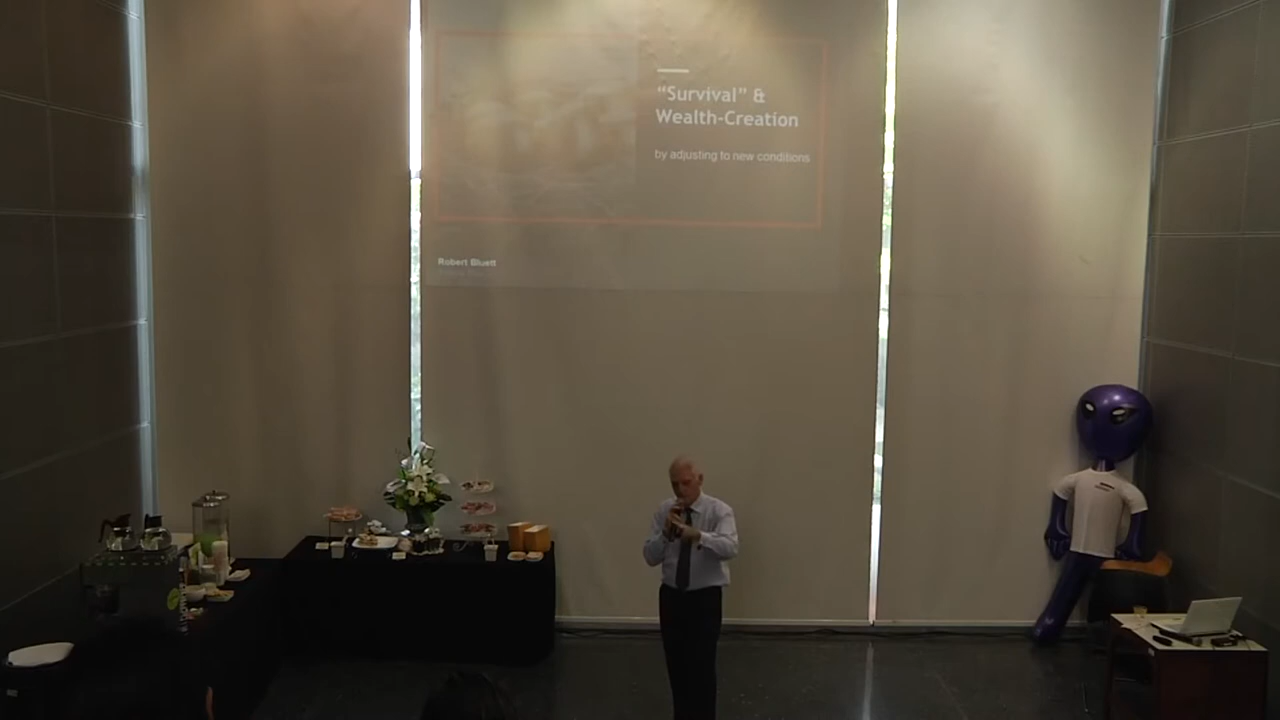 “Survival” &
Wealth-Creation
by adjusting to new conditions
Robert Bluett